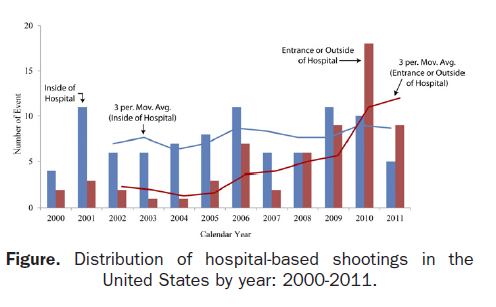 20
15
10
5
0
Number of Event
Inside of
Hospital
3 per. Mov. Avg.
(Inside of Hospital)
Entrance or Outside
of Hospital
3 per. Mov. Avg.
(Entrance or Outside
of Hospital)
2000 2001 2002 2003 2004 2005 2006 2007 2008 2009 2010 2011
Calendar Year
Figure. Distribution of hospital-based shootings in the
United States by year: 2000-2011.